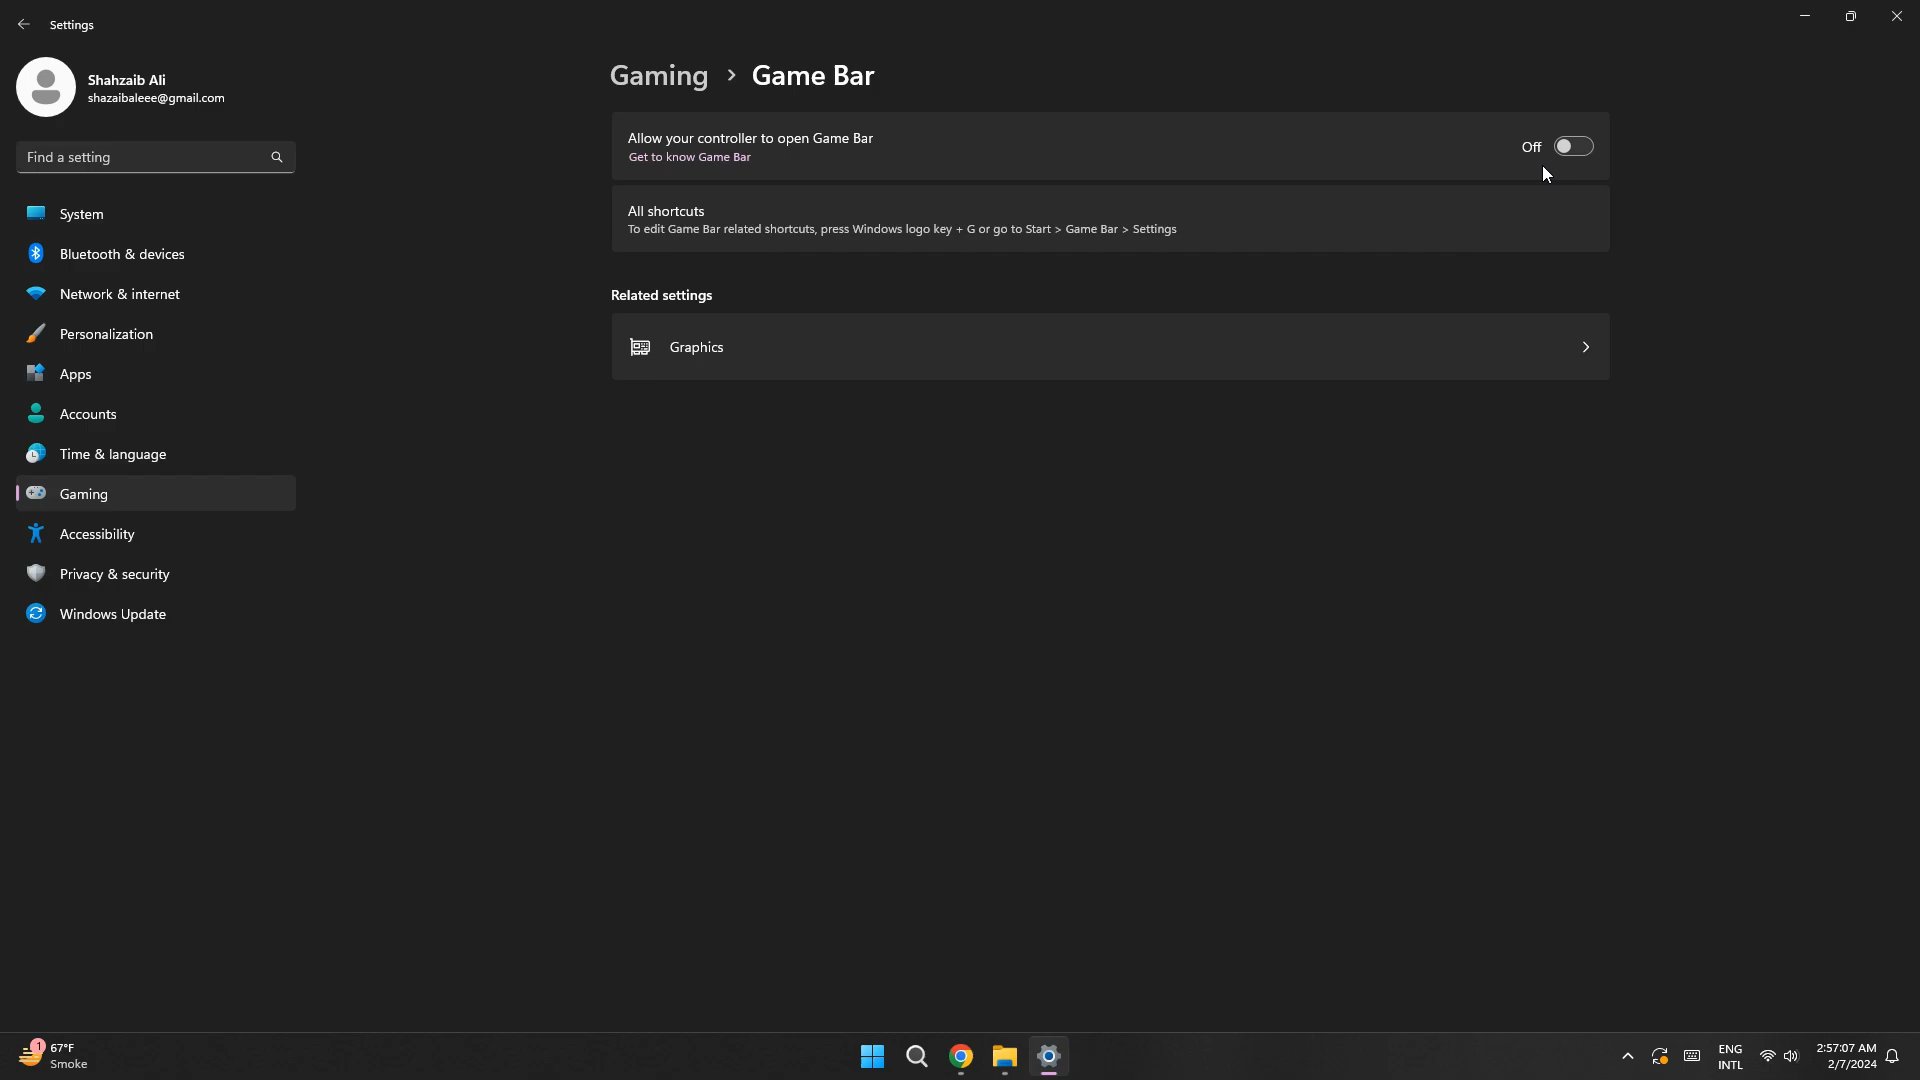 Settings
Shahzaib Ali
shazaibaleee@gmail.com
Find a setting
System
Bluetooth & devices
Network & internet
Personalization
Apps
Accounts
Time & language
Gaming
Accessibility
Privacy & security
Windows Update
Gaming > Game Bar
Allow your controller to open Game Bar
Get to know Game Bar
Off
All shortcuts
To edit Game Bar related shortcuts, press Windows logo key + G or go to Start > Game Bar > Settings
Related settings
Graphics
1
67°F
Smoke
ENG
INTL
2:57:07 AM
2/7/2024